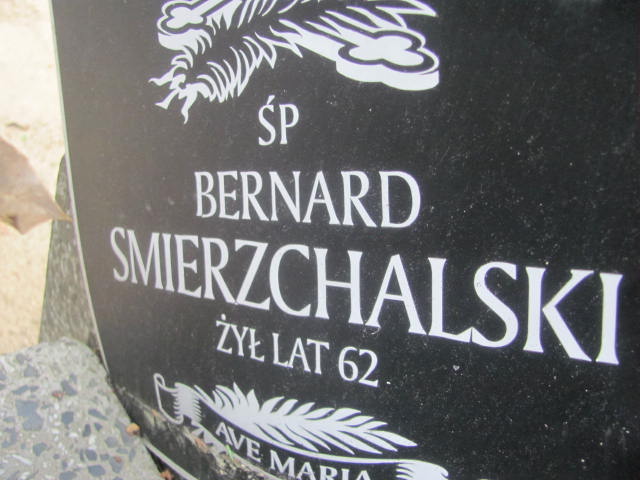 ŚP
BERNARD
SMIERZCHALSKI
ŻYŁ LAT 62
AVE MARIA